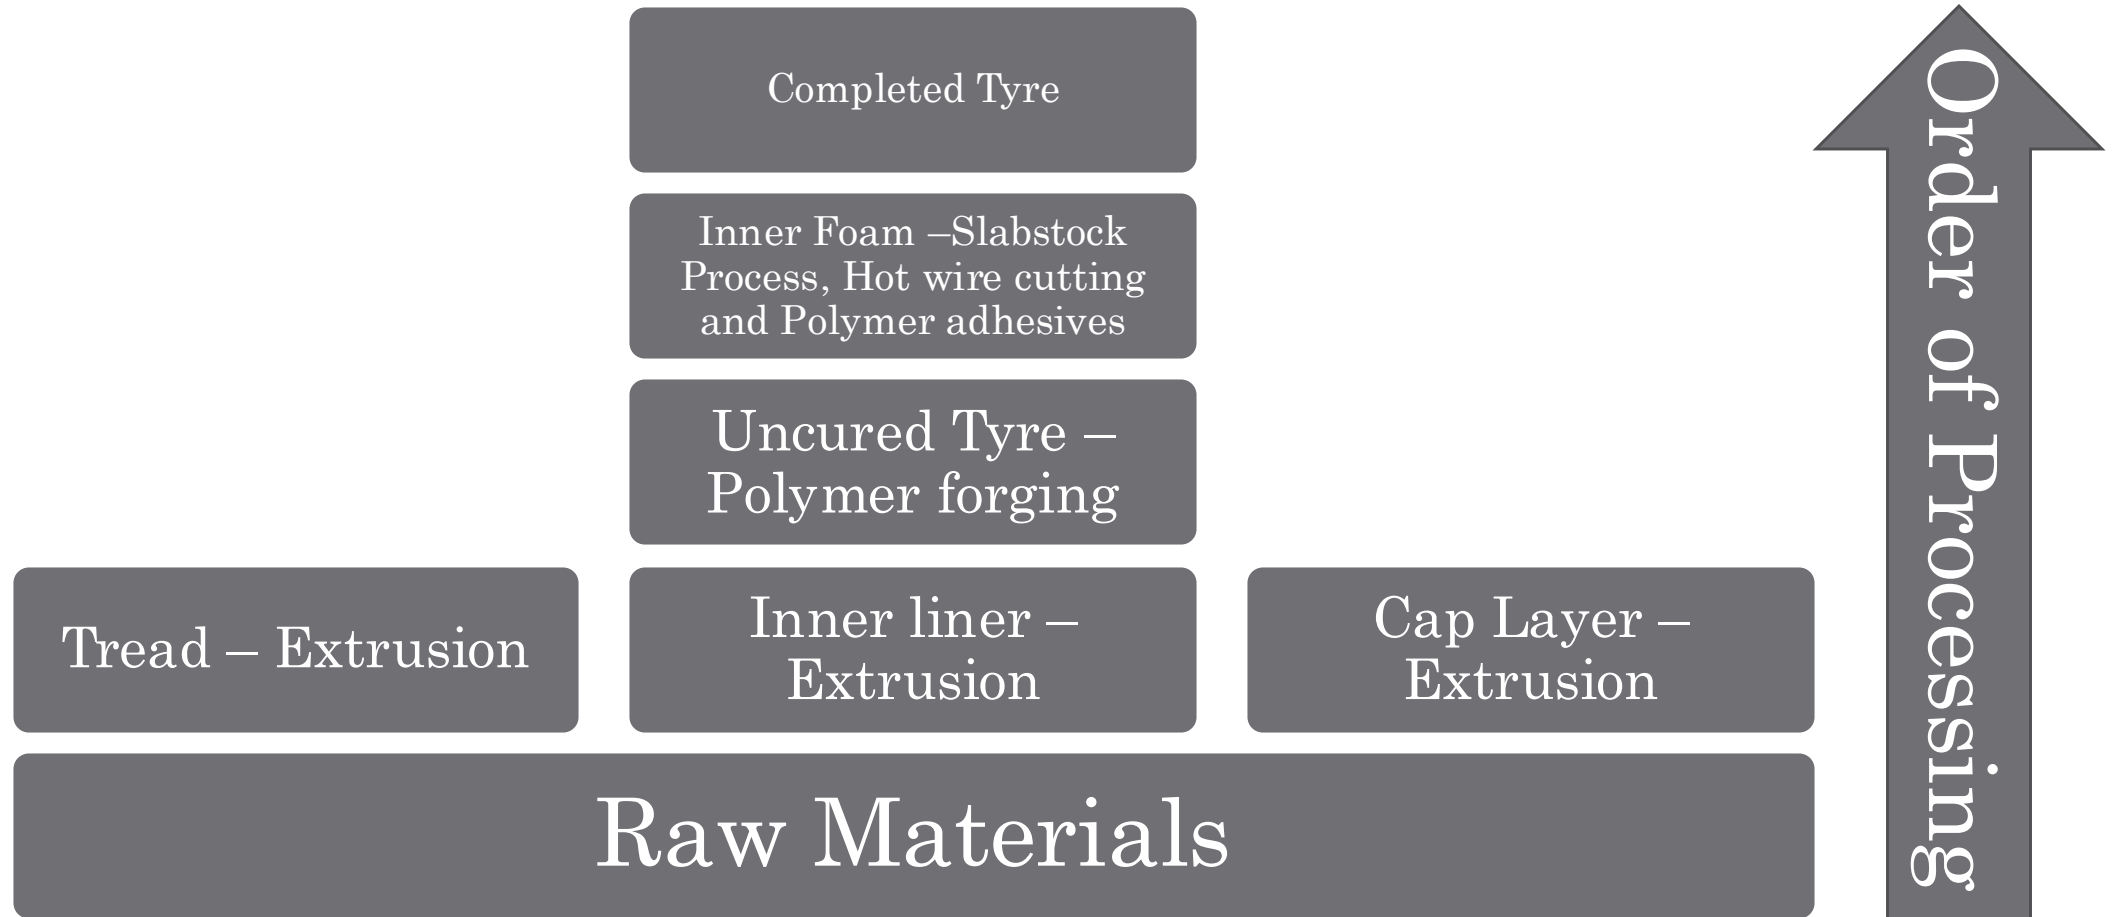 Completed Tyre
Inner Foam –Slabstock
Process, Hot wire cutting
and Polymer adhesives
Uncured Tyre –
Polymer forging
Tread – Extrusion
Inner liner –
Extrusion
Cap Layer –
Extrusion
Raw Materials
Order of Processing